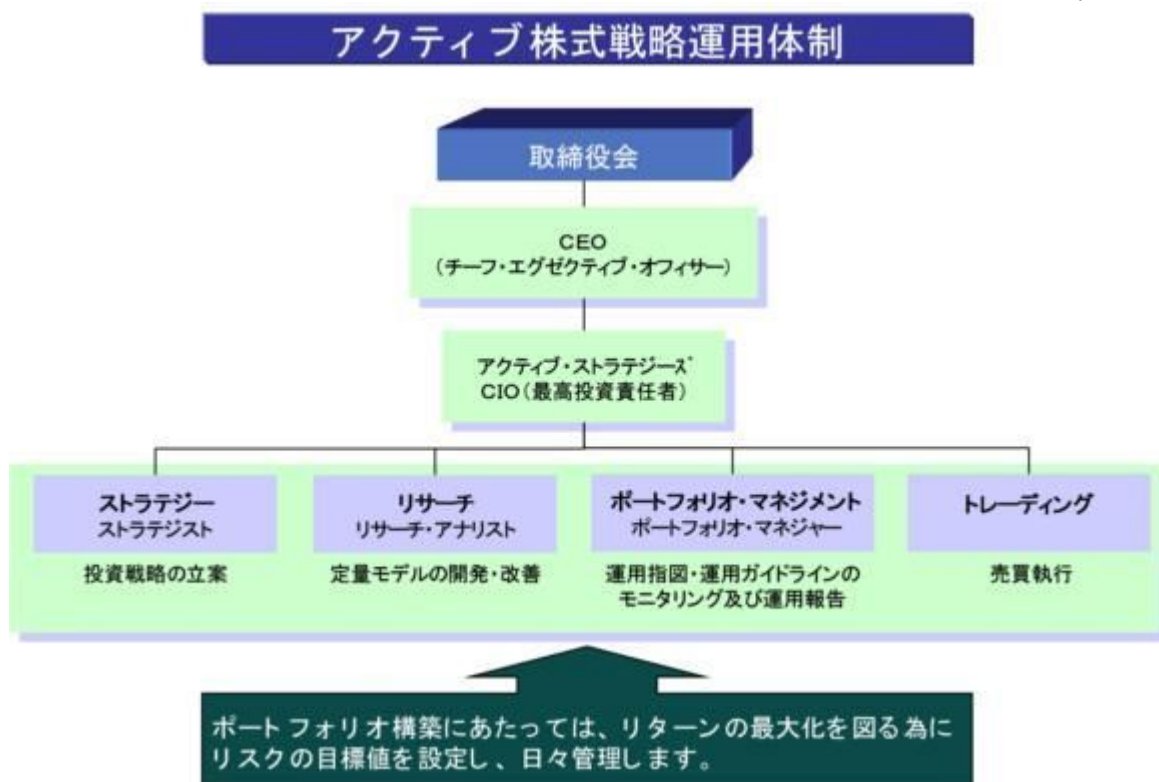 アクティブ株式戦略運用体制
取締役会
CEO
（チーフ・エグゼクティブ・オフィサー）
アクティブ・ストラテジーズ
CIO（最高投資責任者）
ストラテジー
ストラテジスト
投資戦略の立案
リサーチ
リサーチ・アナリスト
定量モデルの開発・改善
ポートフォリオ・マネジメント
ポートフォリオ・マネジャー
運用指図・運用ガイドラインの
モニタリング及び運用報告
トレーディング
売買執行
ポートフォリオ構築にあたっては、リターンの最大化を図る為に
リスクの目標値を設定し、日々管理します。